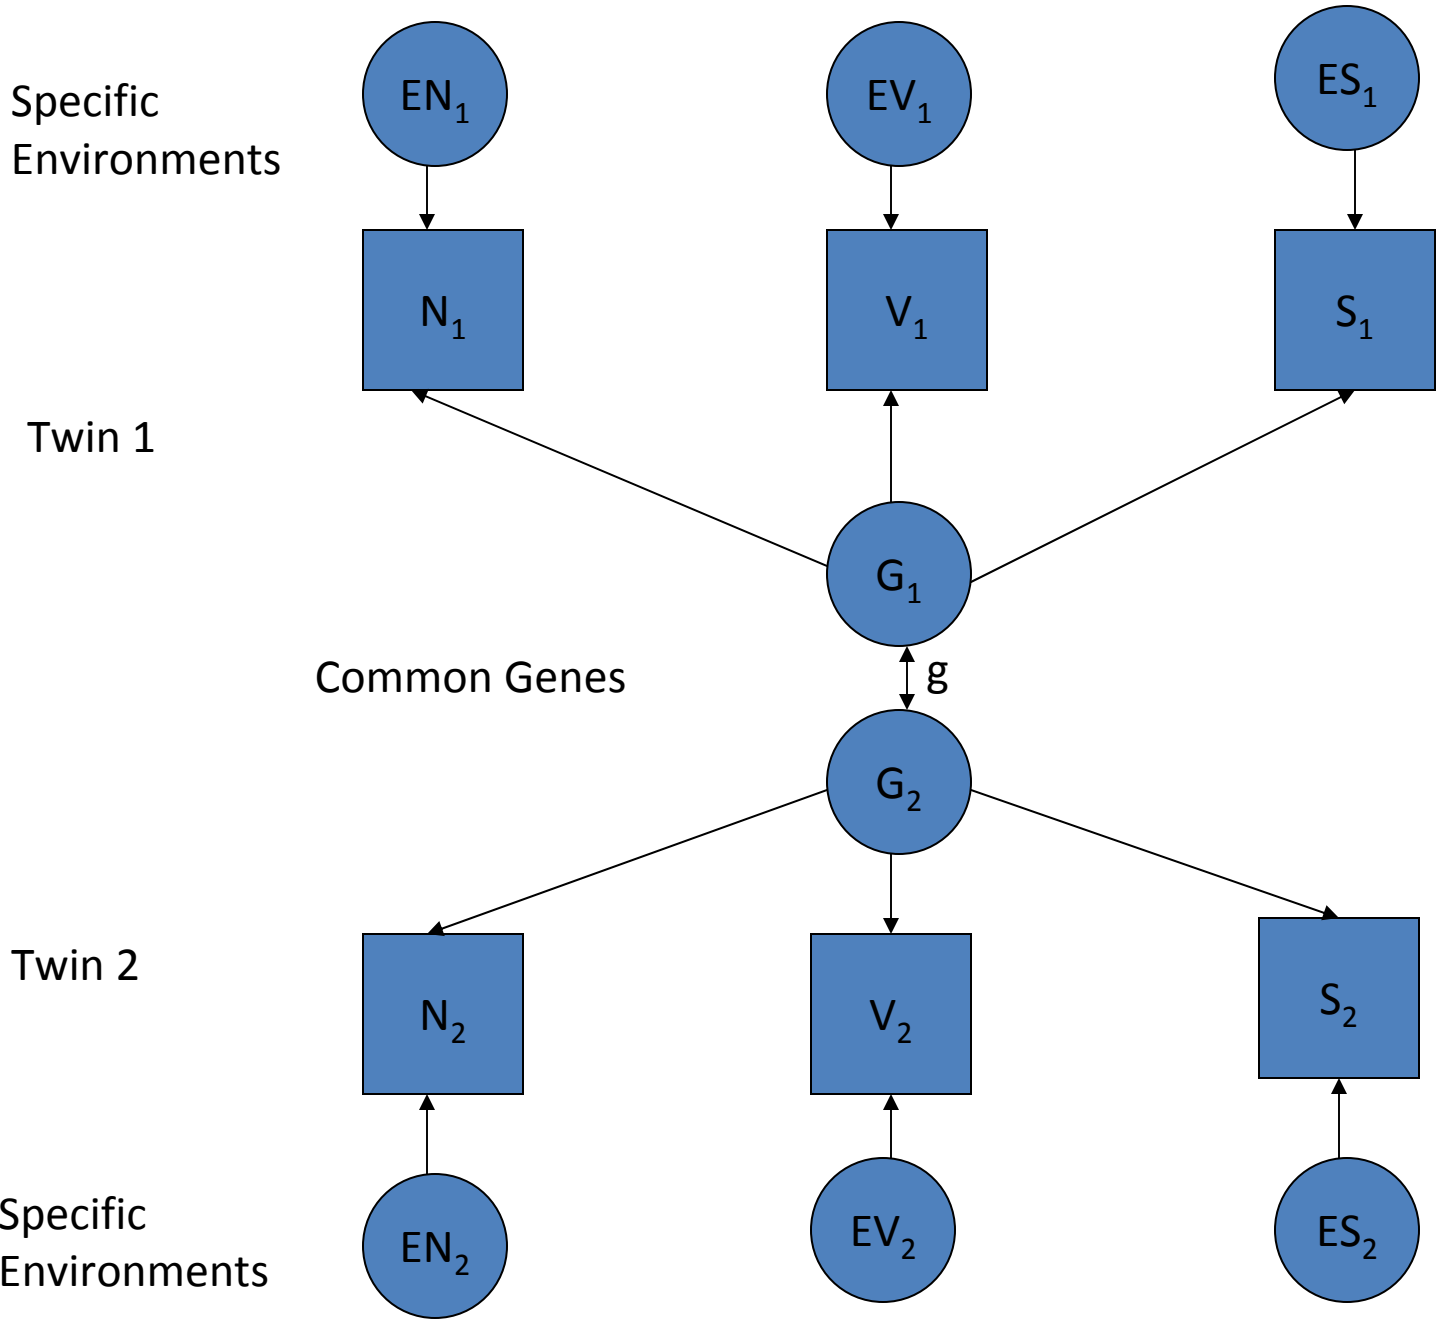 EN₁
EV₁
ES₁
Specific
Environments
N₁
V₁
S₁
Twin 1
G₁
Common Genes
g
G₂
Twin 2
N₂
V₂
S₂
Specific
Environments
EN₂
EV₂
ES₂